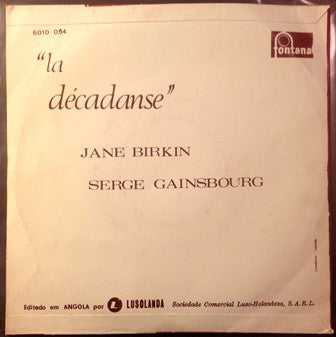 6010 054
fontana
“la
décadanse”
JANE BIRKIN
SERGE GAINSBOURG
Editado em ANGOLA por L LUSOLANDA Sociedade Comercial Luso-Holandesa, S. A. R. L.